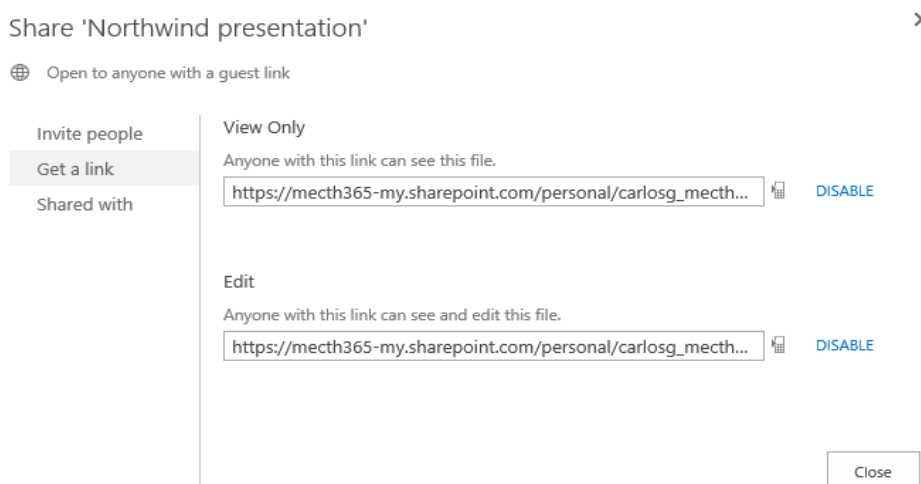 Share 'Northwind presentation'
Open to anyone with a guest link
Invite people
Get a link
Shared with
View Only
Anyone with this link can see this file.
https://mecth365-my.sharepoint.com/personal/carlosg_mecth...
DISABLE
Edit
Anyone with this link can see and edit this file.
https://mecth365-my.sharepoint.com/personal/carlosg_mecth...
DISABLE
Close